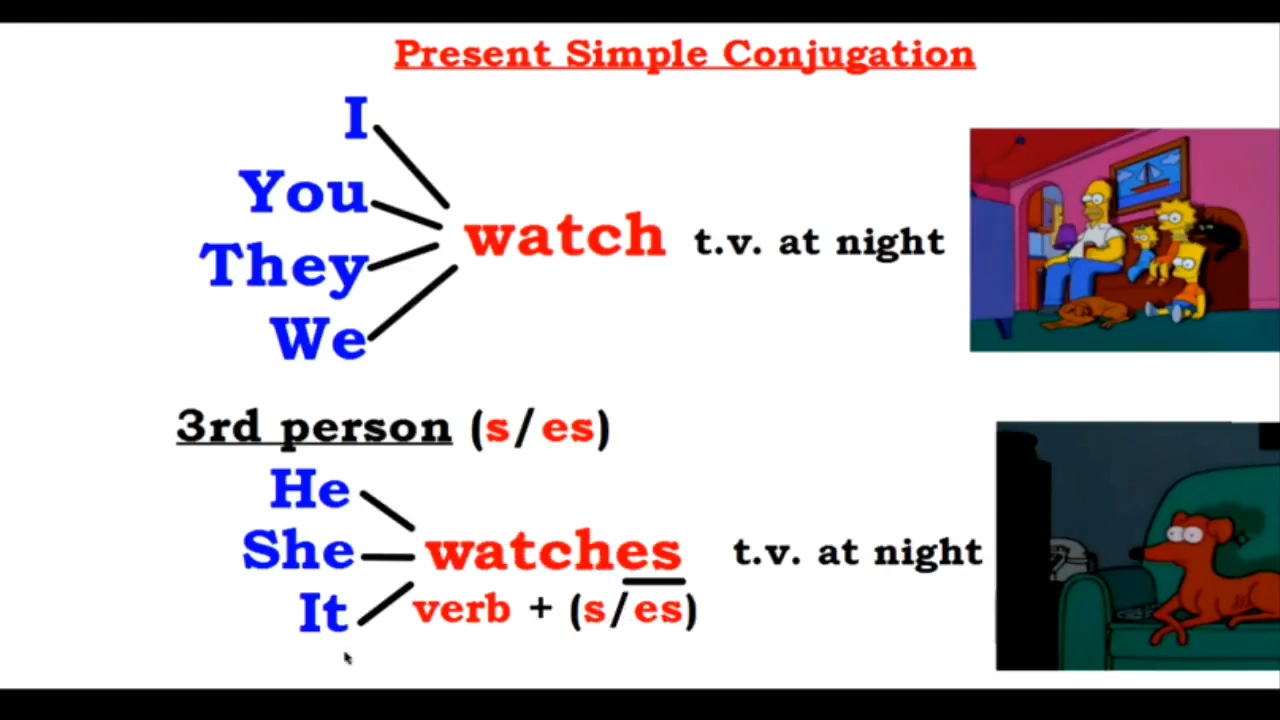 Present Simple Conjugation
I
You
They
We
watch t.v. at night
3rd person (s/es)
He
She
It
watches t.v. at night
verb + (s/es)